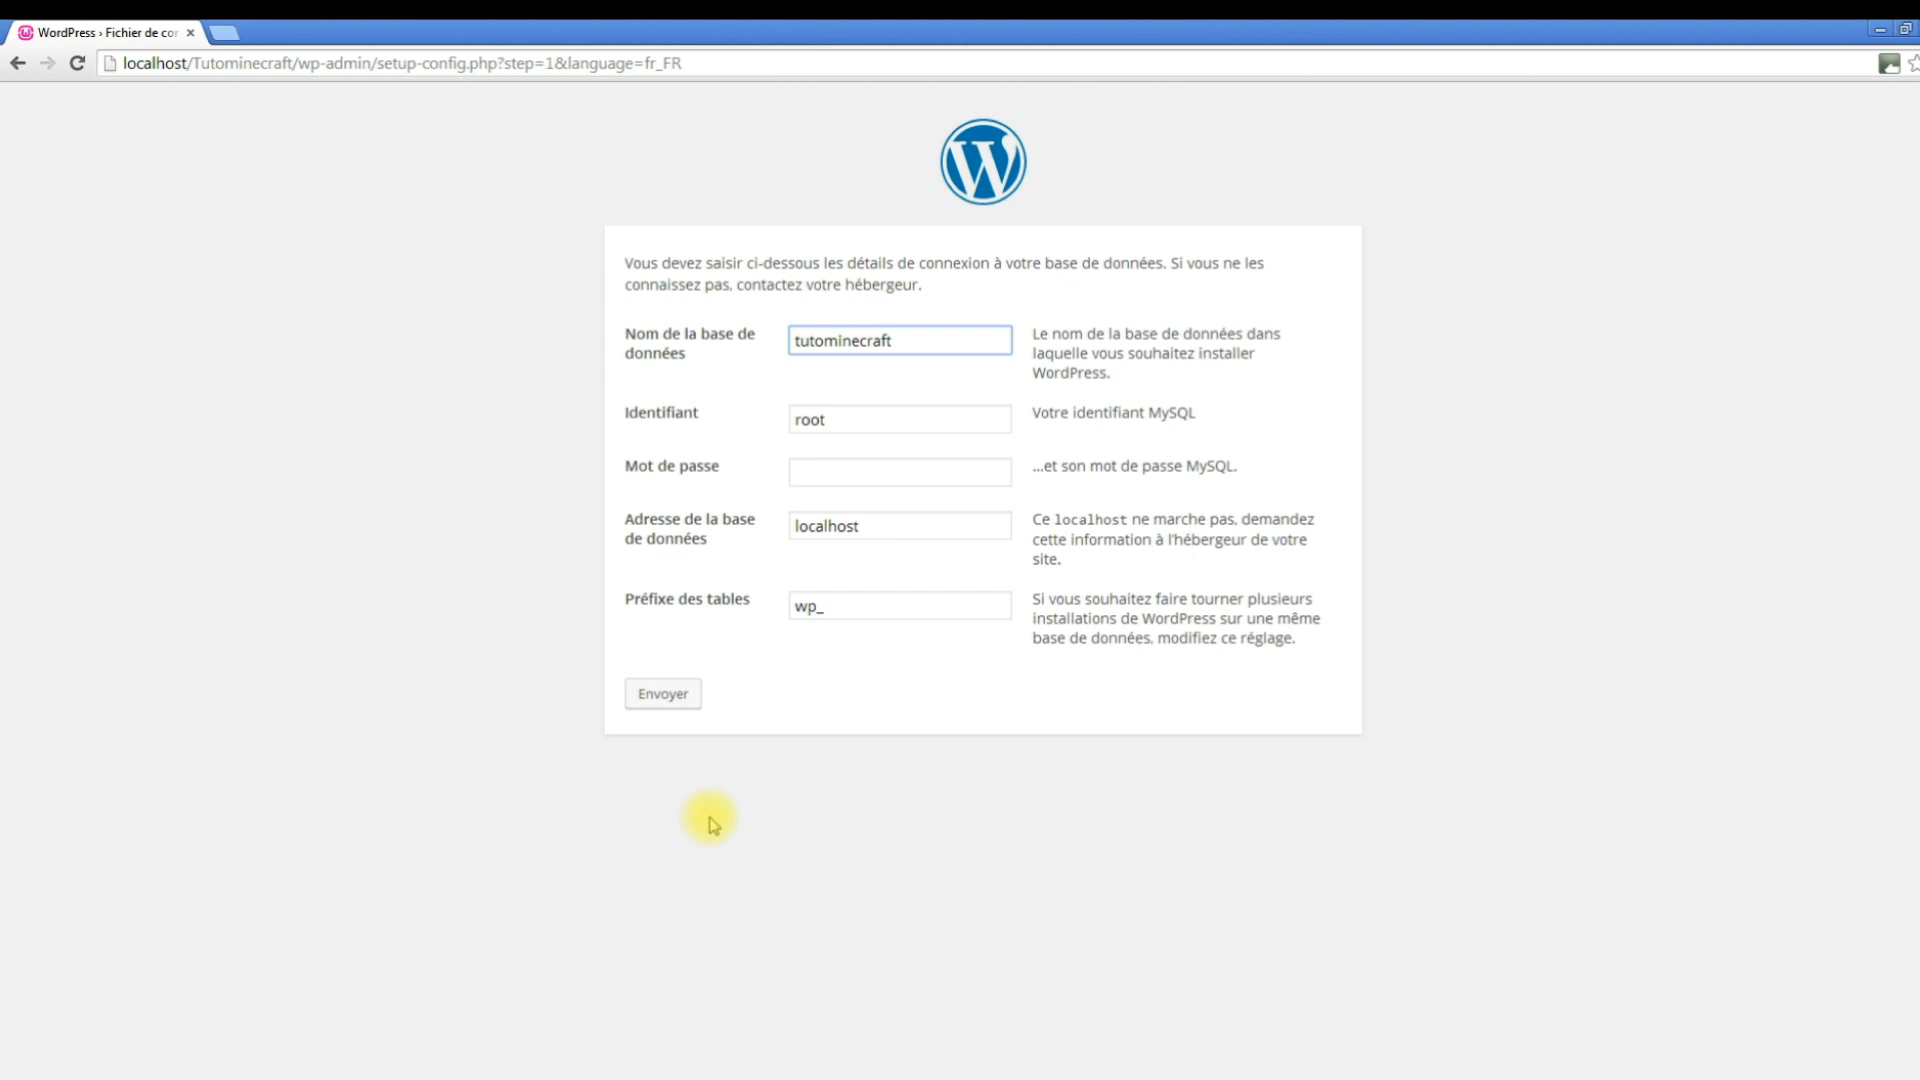 WordPress › Fichier de cor
localhost/Tutominecraft/wp-admin/setup-config.php?step=1&language=fr_FR
Vous devez saisir ci-dessous les détails de connexion à votre base de données. Si vous ne les
connaissez pas, contactez votre hébergeur.
Nom de la base de
données
tutominecraft
Le nom de la base de données dans
laquelle vous souhaitez installer
WordPress.
Identifiant
root
Votre identifiant MySQL
Mot de passe
…et son mot de passe MySQL.
Adresse de la base
de données
localhost
Ce localhost ne marche pas, demandez
cette information à l’hébergeur de votre
site.
Préfixe des tables
wp_
Si vous souhaitez faire tourner plusieurs
installations de WordPress sur une même
base de données, modifiez ce réglage.
Envoyer